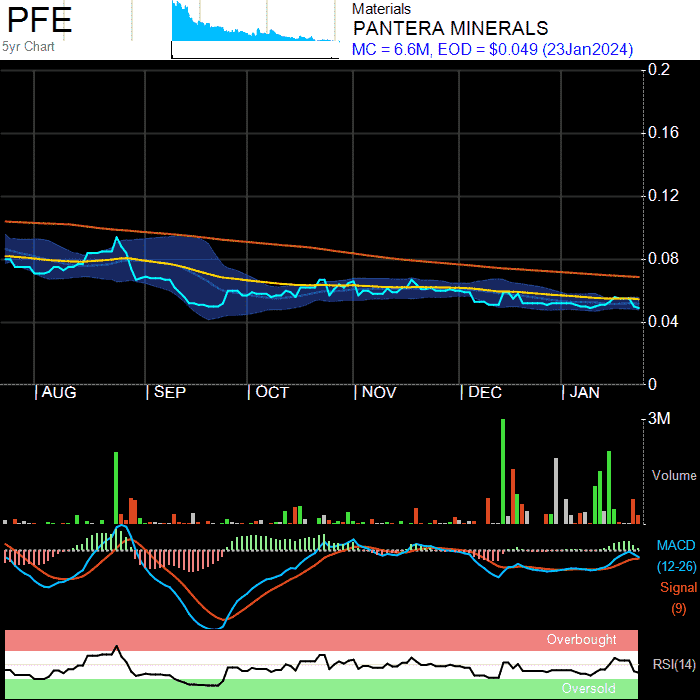 PFE
5yr Chart
Materials
PANTERA MINERALS
MC = 6.6M, EOD = $0.049 (23Jan2024)
0.2
0.16
0.12
0.08
0.04
0
AUG SEP OCT NOV DEC JAN
3M
Volume
MACD
(12-26)
Signal
(9)
Overbought
RSI(14)
Oversold